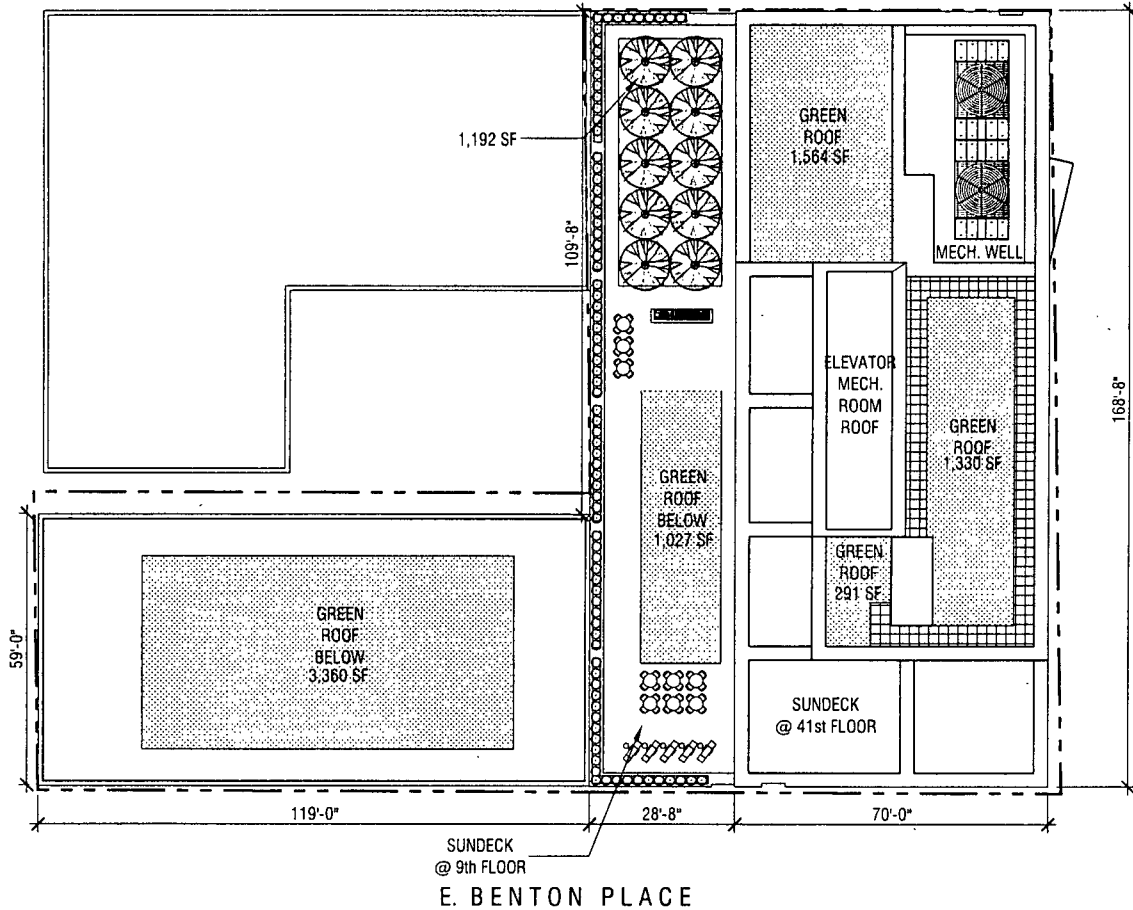 1,192 SF
109'-8"
GREEN
ROOF
1,564 SF
MECH. WELL
168'-8"
ELEVATOR
MECH.
ROOM
ROOF
GREEN
ROOF
1,330 SF
GREEN
ROOF
BELOW
1,027 SF
GREEN
ROOF
291 SF
GREEN
ROOF
BELOW
3,360 SF
59'-0"
SUNDECK
@ 41st FLOOR
119'-0"
28'-8"
70'-0"
SUNDECK
@ 9th FLOOR
E. BENTON PLACE